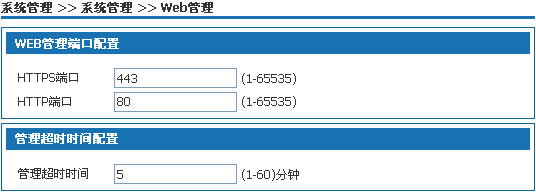 系统管理 >> 系统管理 >> Web管理
WEB管理端口配置
HTTPS端口 443 (1-65535)
HTTP端口 80 (1-65535)
管理超时时间配置
管理超时时间 5 (1-60)分钟